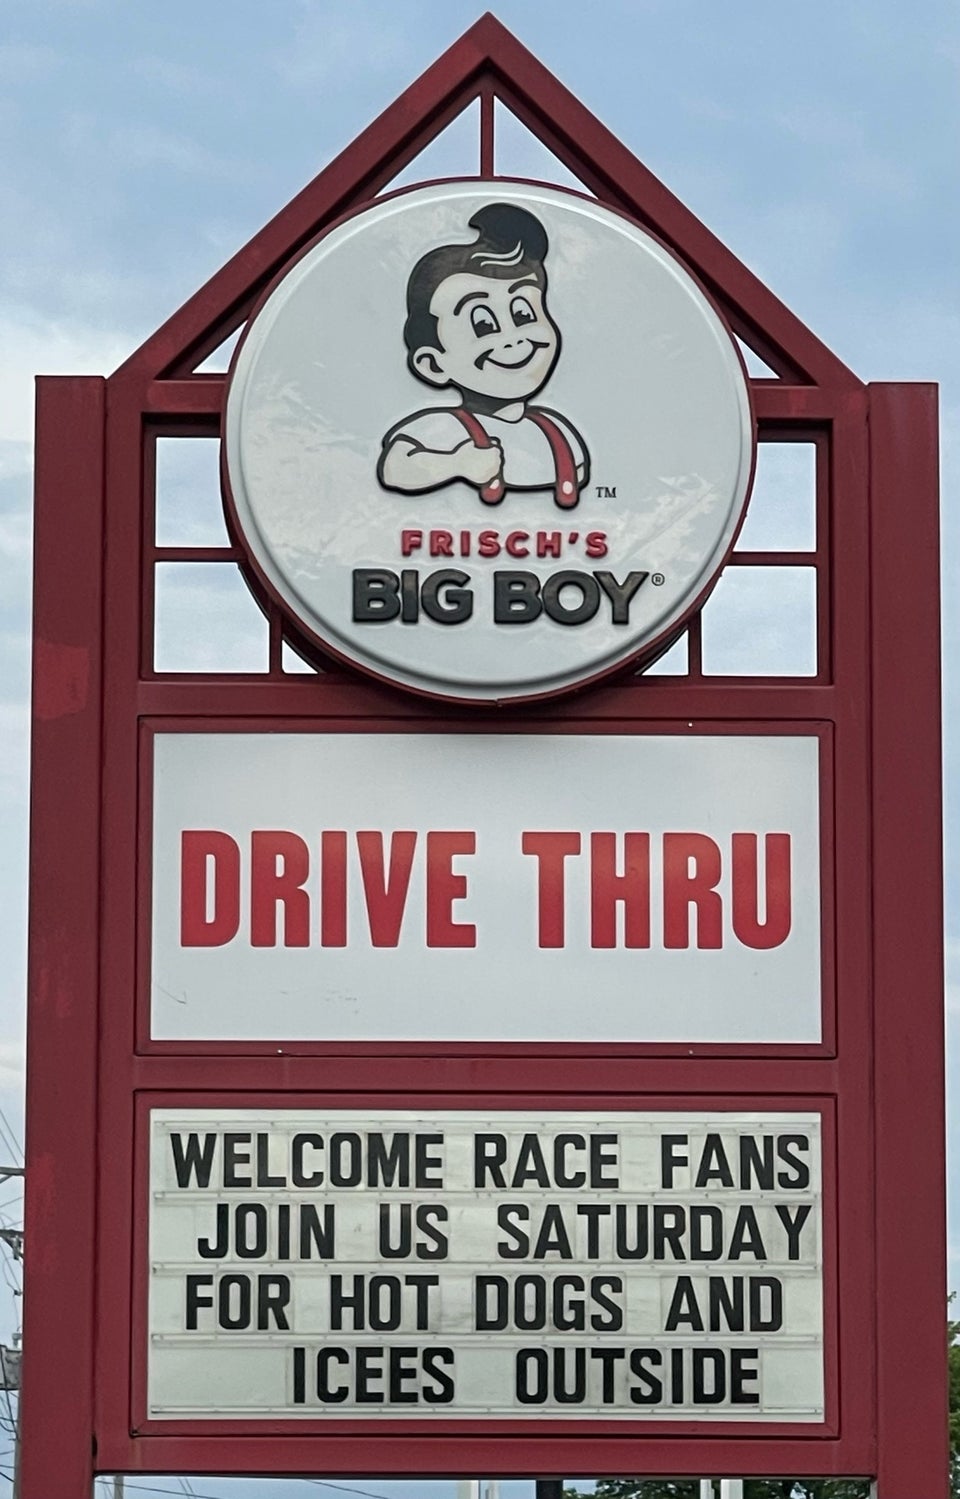 TM
FRISCH'S
BIG BOY®
DRIVE THRU
WELCOME RACE FANS
JOIN US SATURDAY
FOR HOT DOGS AND
ICEES OUTSIDE